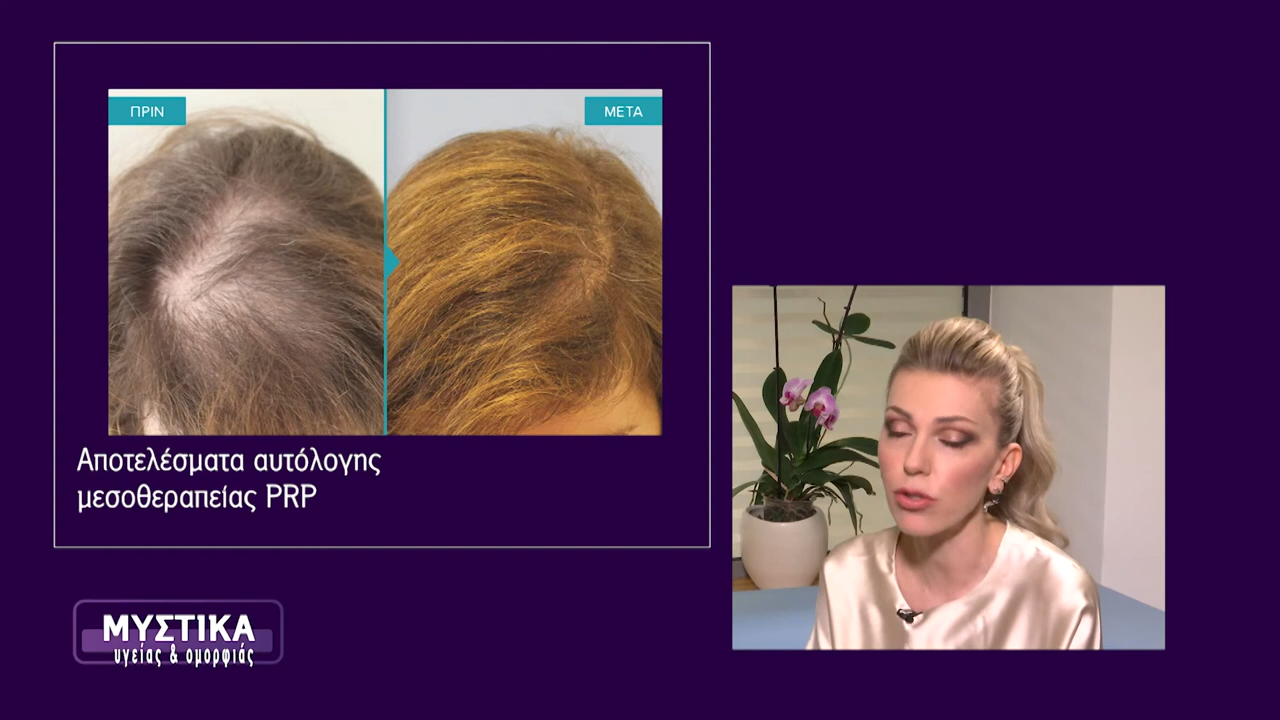 ΠΡΙΝ
ΜΕΤΑ
Αποτελέσματα αυτόλογης
μεσοθεραπείας PRP
ΜΥΣΤΙΚΑ
υγείας & ομορφιάς